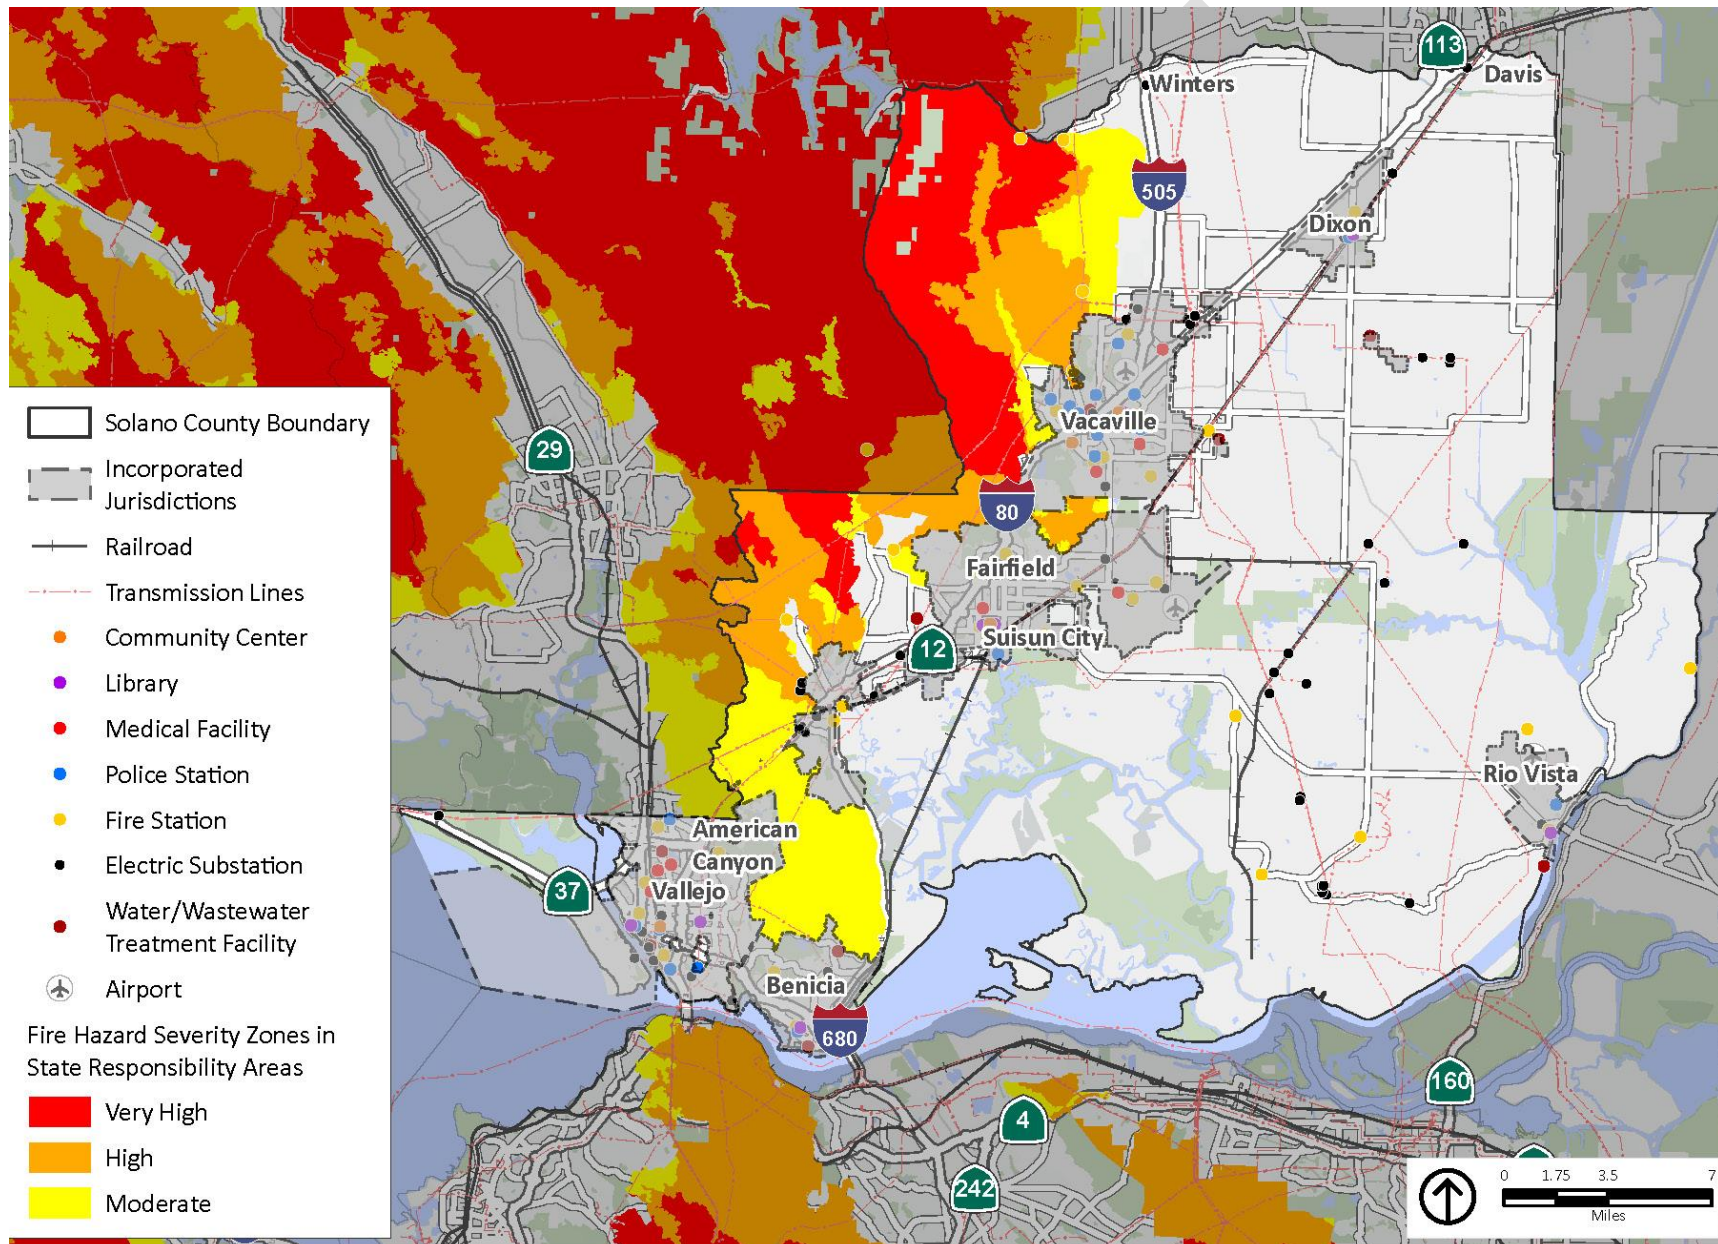 113
Davis
Winters
505
Dixon
29
Vacaville
80
Fairfield
12
Suisun City
Rio Vista
American
Canyon
Vallejo
37
Benicia
680
160
4
242
Solano County Boundary
Incorporated
Jurisdictions
Railroad
Transmission Lines
Community Center
Library
Medical Facility
Police Station
Fire Station
Electric Substation
Water/Wastewater
Treatment Facility
Airport
Fire Hazard Severity Zones in
State Responsibility Areas
Very High
High
Moderate
0 1.75 3.5 7
Miles